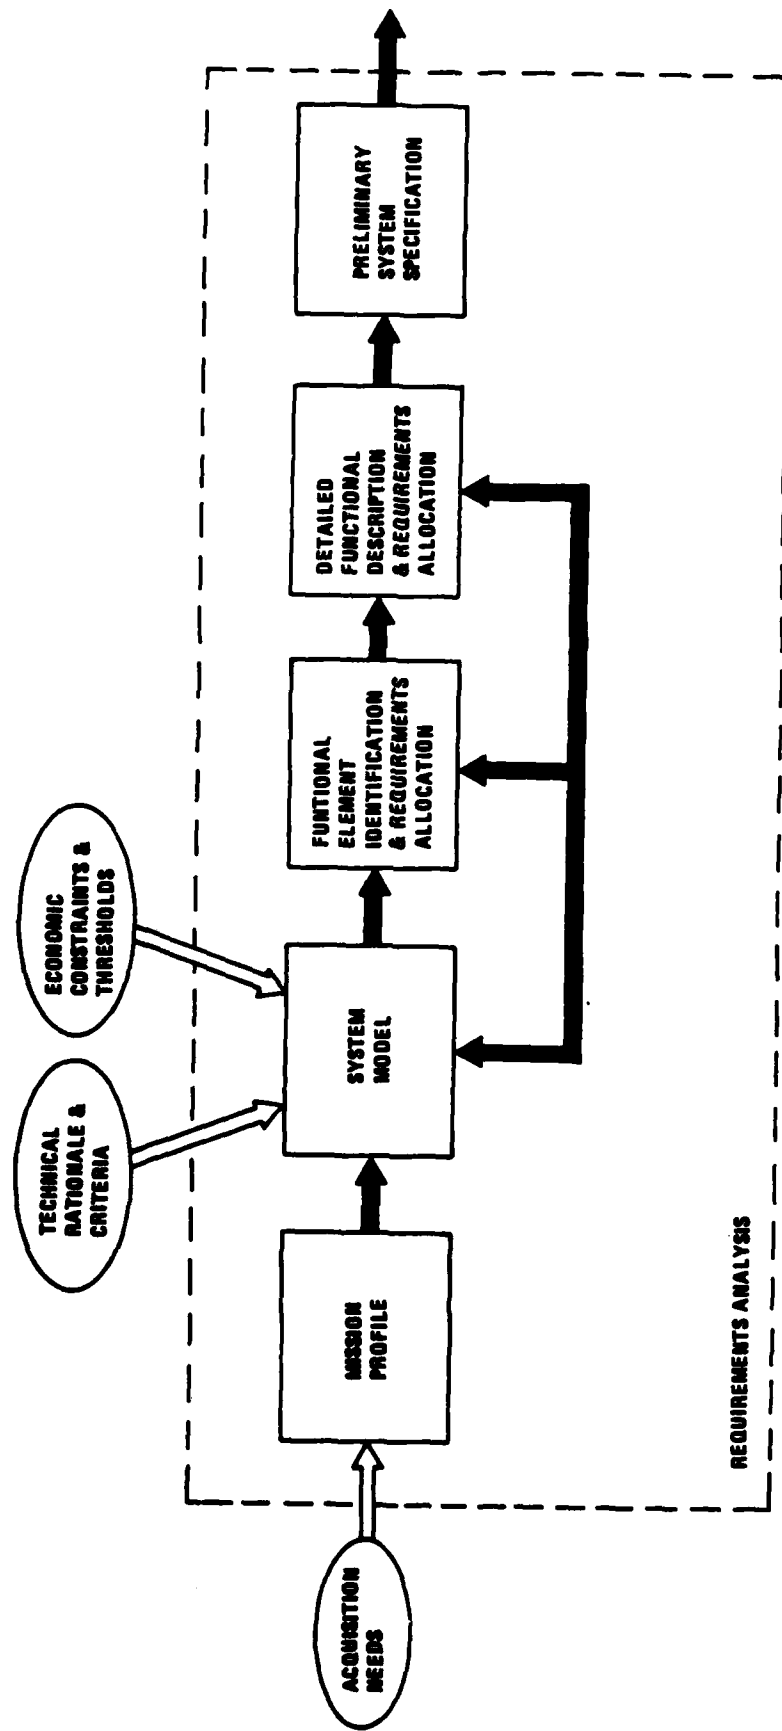 TECHNICAL
RATIONALE &
CRITERIA
ECONOMIC
CONSTRAINTS &
THRESHOLDS
ACQUISITION
NEEDS
MISSION
PROFILE
SYSTEM
MODEL
FUNTIONAL
ELEMENT
IDENTIFICATION
& REQUIREMENTS
ALLOCATION
DETAILED
FUNCTIONAL
DESCRIPTION
& REQUIREMENTS
ALLOCATION
PRELIMINARY
SYSTEM
SPECIFICATION
REQUIREMENTS ANALYSIS